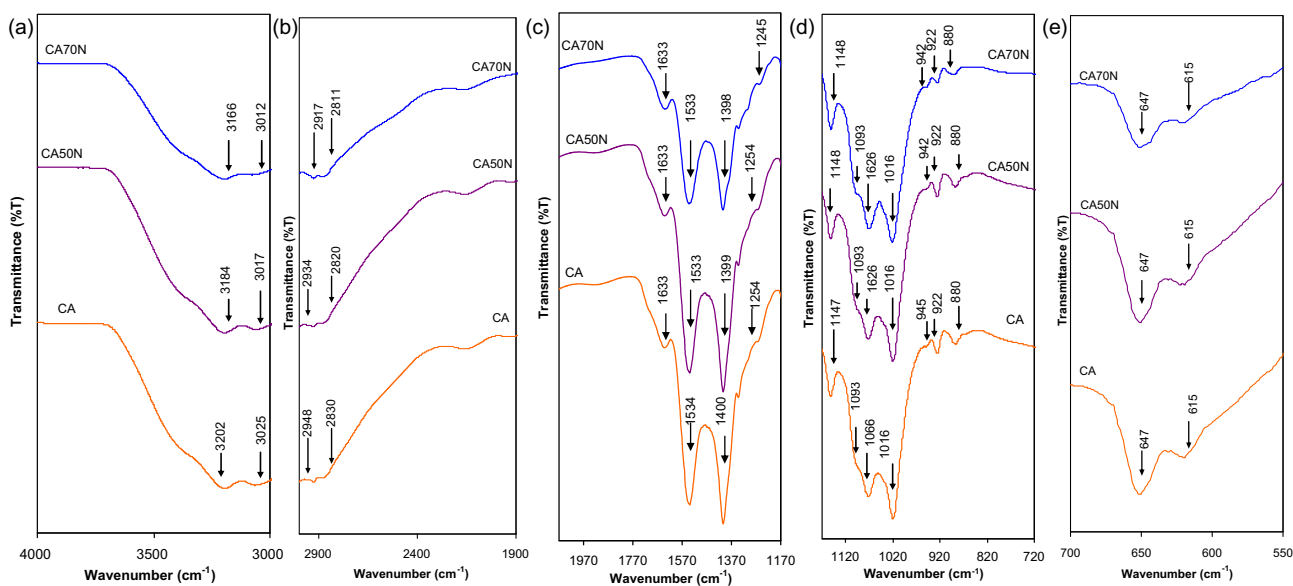 (a)
CA70N
3166
3012
CA50N
3184
3017
CA
3202
3025
Transmittance (%T)
4000
3500
3000
Wavenumber (cm⁻¹)
(b)
CA70N
2917
2811
CA50N
2934
2820
CA
2948
2830
Transmittance (%T)
2900
2400
1900
Wavenumber (cm⁻¹)
(c)
CA70N
1633
1533
1398
1245
CA50N
1633
1533
1399
1254
CA
1633
1534
1400
1254
Transmittance (%T)
1970
1770
1570
1370
1170
Wavenumber (cm⁻¹)
(d)
CA70N
1148
1093
1626
1016
942
922
880
CA50N
1148
1093
1626
1016
942
922
880
CA
1147
1093
1066
1016
945
922
880
Transmittance (%T)
1120
1020
920
820
720
Wavenumber (cm⁻¹)
(e)
CA70N
647
615
CA50N
647
615
CA
647
615
Transmittance (%T)
700
650
600
550
Wavenumber (cm⁻¹)